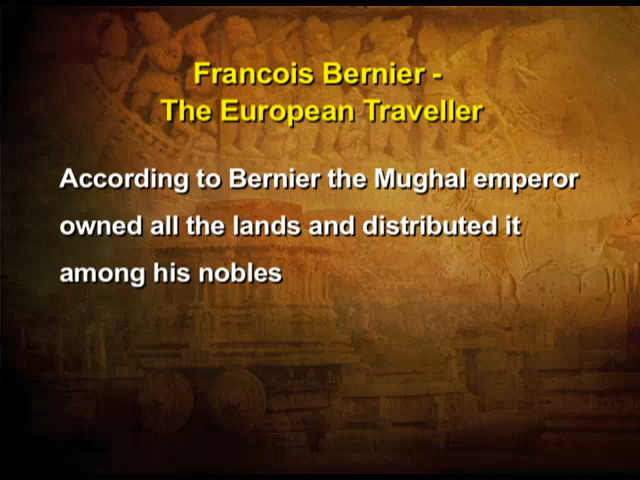 Francois Bernier -
The European Traveller
According to Bernier the Mughal emperor
owned all the lands and distributed it
among his nobles